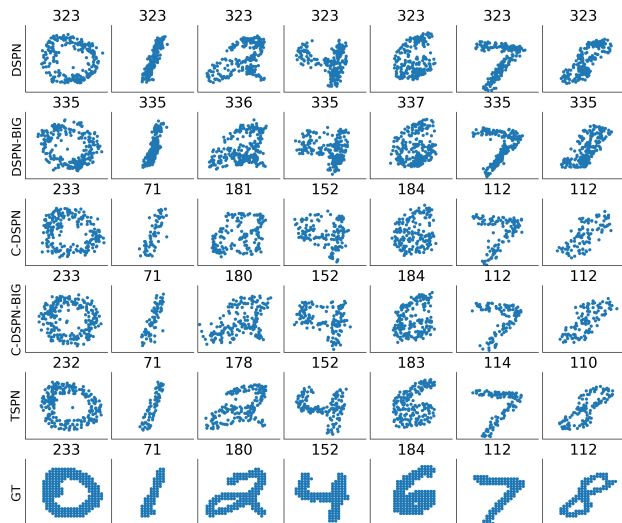 323 323 323 323 323 323 323
DSPN
335 335 336 335 337 335 335
DSPN-BIG
233 71 181 152 184 112 112
C-DSPN
233 71 180 152 184 112 112
C-DSPN-BIG
232 71 178 152 183 114 110
TSPN
233 71 180 152 184 112 112
GT